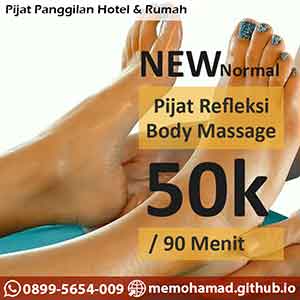 Pijat Panggilan Hotel & Rumah
NEW Normal
Pijat Refleksi
Body Massage
50k
/ 90 Menit
0899-5654-009 memohamad.github.io